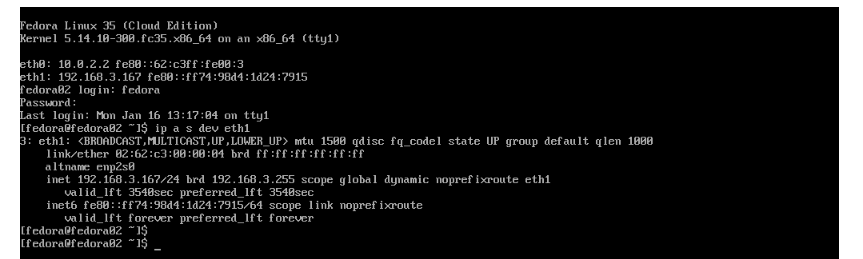 Fedora Linux 35 (Cloud Edition)
Kernel 5.14.10-300.fc35.x86_64 on an x86_64 (tty1)
eth0: 10.0.2.2 fe80::62:c3ff:fe00:3
eth1: 192.168.3.167 fe80::ff74:98d4:1d24:7915
fedora02 login: fedora
Password:
Last login: Mon Jan 16 13:17:04 on tty1
[fedora@fedora02 ~]$ ip a s dev eth1
3: eth1: <BROADCAST,MULTICAST,UP,LOWER_UP> mtu 1500 qdisc fq_codel state UP group default qlen 1000
    link/ether 02:62:c3:00:00:04 brd ff:ff:ff:ff:ff:ff
    altname enp2s0
    inet 192.168.3.167/24 brd 192.168.3.255 scope global dynamic noprefixroute eth1
       valid_lft 3540sec preferred_lft 3540sec
    inet6 fe80::ff74:98d4:1d24:7915/64 scope link noprefixroute
       valid_lft forever preferred_lft forever
[fedora@fedora02 ~]$
[fedora@fedora02 ~]$ _